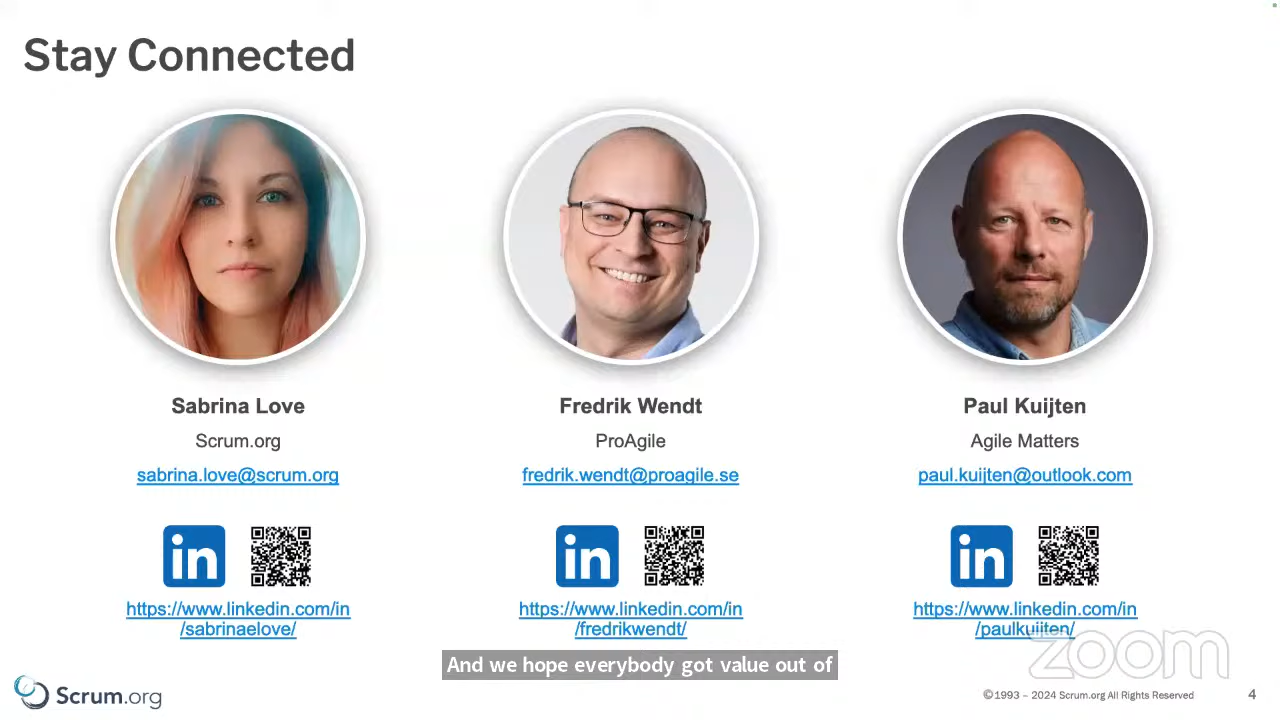 Stay Connected
Sabrina Love
Scrum.org
sabrina.love@scrum.org
in
https://www.linkedin.com/in
/sabrinaelove/
Fredrik Wendt
ProAgile
fredrik.wendt@proagile.se
in
https://www.linkedin.com/in
/fredrikwendt/
Paul Kuijten
Agile Matters
paul.kuijten@outlook.com
in
https://www.linkedin.com/in
/paulkuijten/
zoom
And we hope everybody got value out of
Scrum.org
©1993 – 2024 Scrum.org All Rights Reserved
4